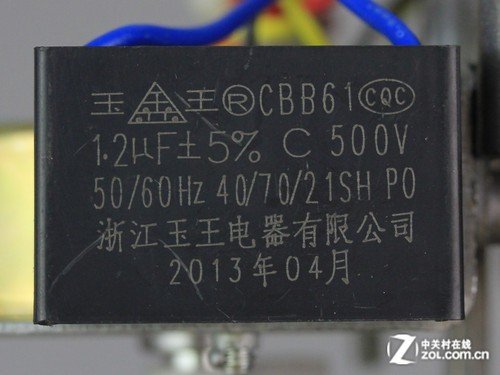 玉金王®CBB61 CQC
1.2μF±5% C 500V
50/60Hz 40/70/21SH P0
浙江玉王电器有限公司
2013年04月
Z 中关村在线
ZOL.COM.CN